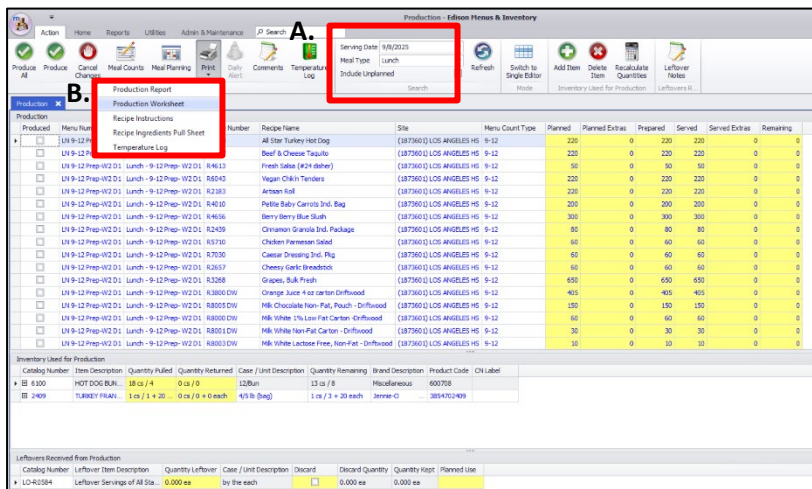 Production - Edison Menus & Inventory
Action Home Reports Utilities Admin & Maintenance Search
A.
Produce All Produce Cancel Changes Meal Counts Meal Planning Print Daily Alert Comments Temperature Log
Serving Date 9/8/2025
Meal Type Lunch
Include Unplanned
Search
Refresh Switch to Single Editor Add Item Delete Item Recalculate Quantities Leftover Notes
Mode Inventory Used for Production Leftovers R...
B.
Production Report
Production Worksheet
Recipe Instructions
Recipe Ingredients Pull Sheet
Temperature Log
Production
Production
Produced Menu Num Number Recipe Name Site Menu Count Type Planned Planned Extras Prepared Served Served Extras Remaining
LN 9-12 Prep All Star Turkey Hot Dog (1873601) LOS ANGELES HS 9-12 220 0 220 220 0 0
LN 9-12 Prep Beef & Cheese Taquito (1873601) LOS ANGELES HS 9-12 220 0 220 220 0 0
LN 9-12 Prep-W2 D1 Lunch - 9-12 Prep- W2 D1 R4613 Fresh Salsa (#24 disher) (1873601) LOS ANGELES HS 9-12 50 0 50 50 0 0
LN 9-12 Prep-W2 D1 Lunch - 9-12 Prep- W2 D1 R6043 Vegan Chik'n Tenders (1873601) LOS ANGELES HS 9-12 220 0 220 220 0 0
LN 9-12 Prep-W2 D1 Lunch - 9-12 Prep- W2 D1 R2183 Artisan Roll (1873601) LOS ANGELES HS 9-12 220 0 220 220 0 0
LN 9-12 Prep-W2 D1 Lunch - 9-12 Prep- W2 D1 R4010 Petite Baby Carrots Ind. Bag (1873601) LOS ANGELES HS 9-12 200 0 200 200 0 0
LN 9-12 Prep-W2 D1 Lunch - 9-12 Prep- W2 D1 R4656 Berry Berry Blue Slush (1873601) LOS ANGELES HS 9-12 300 0 300 300 0 0
LN 9-12 Prep-W2 D1 Lunch - 9-12 Prep- W2 D1 R2439 Cinnamon Granola Ind. Package (1873601) LOS ANGELES HS 9-12 80 0 80 80 0 0
LN 9-12 Prep-W2 D1 Lunch - 9-12 Prep- W2 D1 R5710 Chicken Parmesan Salad (1873601) LOS ANGELES HS 9-12 60 0 60 60 0 0
LN 9-12 Prep-W2 D1 Lunch - 9-12 Prep- W2 D1 R7030 Caesar Dressing Ind. Pkg (1873601) LOS ANGELES HS 9-12 60 0 60 60 0 0
LN 9-12 Prep-W2 D1 Lunch - 9-12 Prep- W2 D1 R2657 Cheesy Garlic Breadstick (1873601) LOS ANGELES HS 9-12 60 0 60 60 0 0
LN 9-12 Prep-W2 D1 Lunch - 9-12 Prep- W2 D1 R3268 Grapes, Bulk Fresh (1873601) LOS ANGELES HS 9-12 650 0 650 650 0 0
LN 9-12 Prep-W2 D1 Lunch - 9-12 Prep- W2 D1 R3800 DW Orange Juice 4 oz carton Driftwood (1873601) LOS ANGELES HS 9-12 405 0 405 405 0 0
LN 9-12 Prep-W2 D1 Lunch - 9-12 Prep- W2 D1 R8005 DW Milk Chocolate Non-Fat, Pouch - Driftwood (1873601) LOS ANGELES HS 9-12 150 0 150 150 0 0
LN 9-12 Prep-W2 D1 Lunch - 9-12 Prep- W2 D1 R8000 DW Milk White 1% Low Fat Carton -Driftwood (1873601) LOS ANGELES HS 9-12 60 0 60 60 0 0
LN 9-12 Prep-W2 D1 Lunch - 9-12 Prep- W2 D1 R8001 DW Milk White Non-Fat Carton - Driftwood (1873601) LOS ANGELES HS 9-12 30 0 30 30 0 0
LN 9-12 Prep-W2 D1 Lunch - 9-12 Prep- W2 D1 R8003 DW Milk White Lactose Free, Non-Fat - Driftwood (1873601) LOS ANGELES HS 9-12 10 0 10 10 0 0
Inventory Used for Production
Catalog Number Item Description Quantity Pulled Quantity Returned Case / Unit Description Quantity Remaining Brand Description Product Code CN Label
6100 HOT DOG BUN... 18 cs / 4 0 cs / 0 12/Bun 13 cs / 8 Miscellaneous 600708
2409 TURKEY FRAN... 1 cs / 1 + 20 ... 0 cs / 0 + 0 each 4/5 lb (bag) 1 cs / 3 + 20 each Jennie-O ... 3854702409
Leftovers Received from Production
Catalog Number Leftover Item Description Quantity Leftover Case / Unit Description Discard Discard Quantity Quantity Kept Planned Use
LO-R0584 Leftover Servings of All Sta... 0.000 ea by the each 0.000 ea 0.000 ea